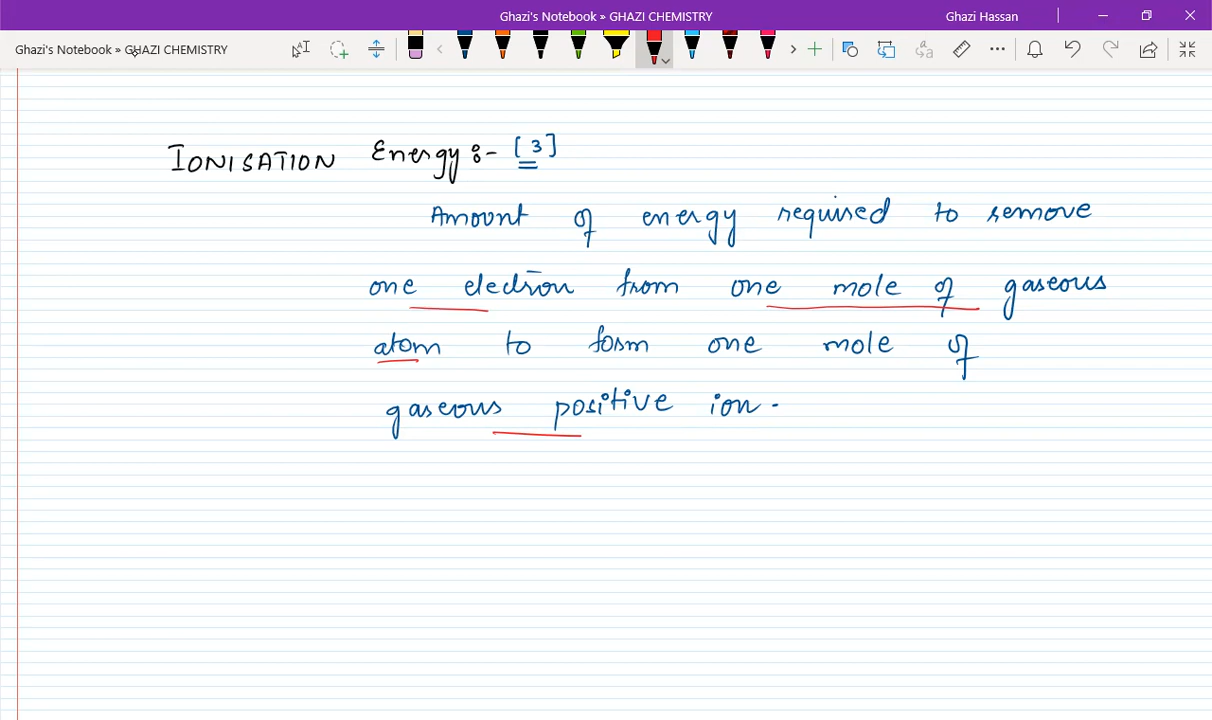 Ghazi's Notebook » GHAZI CHEMISTRY
Ghazi Hassan
Ghazi's Notebook » GHAZI CHEMISTRY
IONISATION Energy :- [3]
Amount of energy required to remove
one electron from one mole of gaseous
atom to form one mole of
gaseous positive ion.